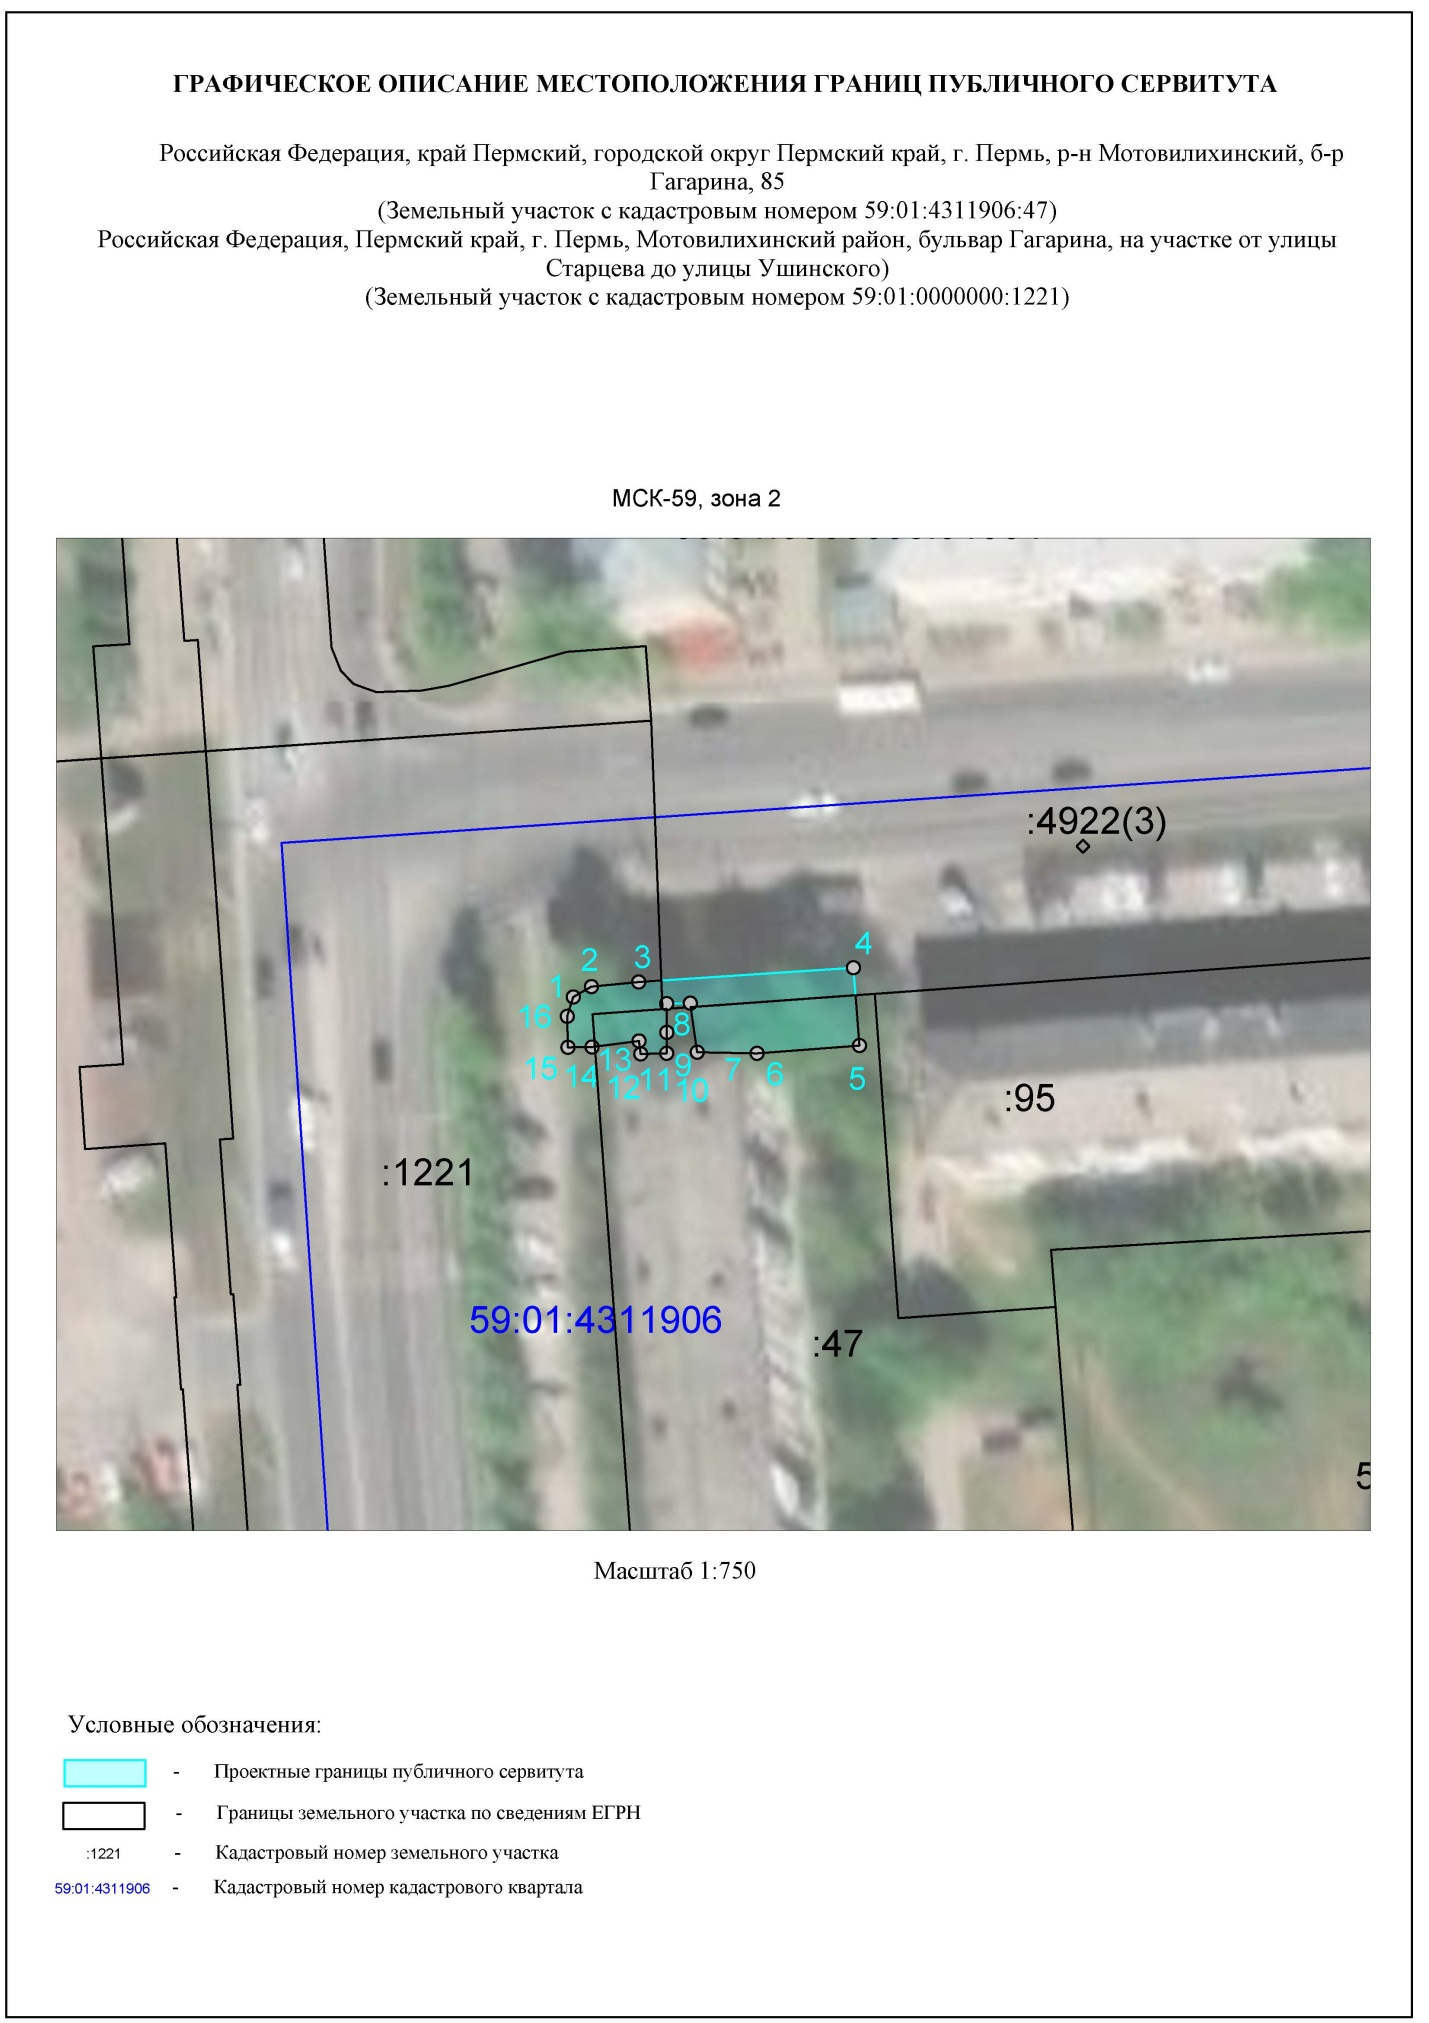 ГРАФИЧЕСКОЕ ОПИСАНИЕ МЕСТОПОЛОЖЕНИЯ ГРАНИЦ ПУБЛИЧНОГО СЕРВИТУТА
Российская Федерация, край Пермский, городской округ Пермский край, г. Пермь, р-н Мотовилихинский, б-р
Гагарина, 85
(Земельный участок с кадастровым номером 59:01:4311906:47)
Российская Федерация, Пермский край, г. Пермь, Мотовилихинский район, бульвар Гагарина, на участке от улицы
Старцева до улицы Ушинского)
(Земельный участок с кадастровым номером 59:01:0000000:1221)
МСК-59, зона 2
:4922(3)
4
3
2
1
16
8
15
14
13
12
11
9
10
7
6
5
:95
:1221
59:01:4311906
:47
5
Масштаб 1:750
Условные обозначения:
- Проектные границы публичного сервитута
- Границы земельного участка по сведениям ЕГРН
:1221 - Кадастровый номер земельного участка
59:01:4311906 - Кадастровый номер кадастрового квартала